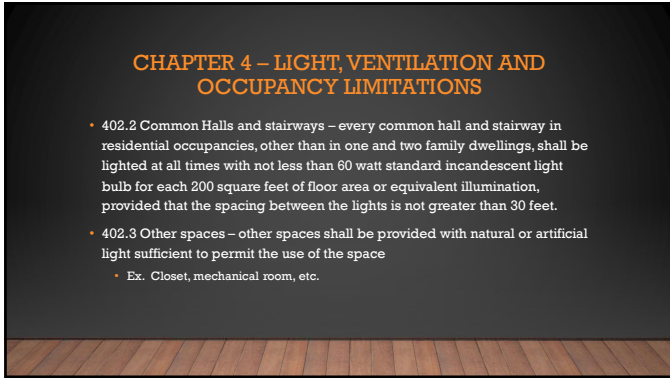 CHAPTER 4 – LIGHT, VENTILATION AND
OCCUPANCY LIMITATIONS
• 402.2 Common Halls and stairways – every common hall and stairway in
residential occupancies, other than in one and two family dwellings, shall be
lighted at all times with not less than 60 watt standard incandescent light
bulb for each 200 square feet of floor area or equivalent illumination,
provided that the spacing between the lights is not greater than 30 feet.
• 402.3 Other spaces – other spaces shall be provided with natural or artificial
light sufficient to permit the use of the space
• Ex. Closet, mechanical room, etc.